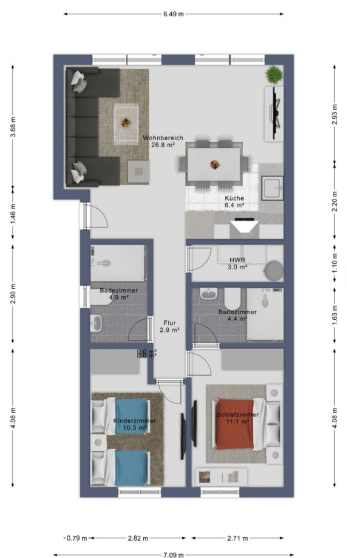 6.49 m
3.68 m
2.93 m
Wohnbereich
26.8 m²
1.46 m
2.20 m
Küche
6.4 m²
2.90 m
1.10 m
HWR
3.0 m²
Badezimmer
4.9 m²
1.63 m
Badezimmer
4.4 m²
Flur
2.9 m²
4.08 m
4.08 m
Kinderzimmer
10.3 m²
Schlafzimmer
11.1 m²
0.79 m
2.82 m
2.71 m
7.09 m